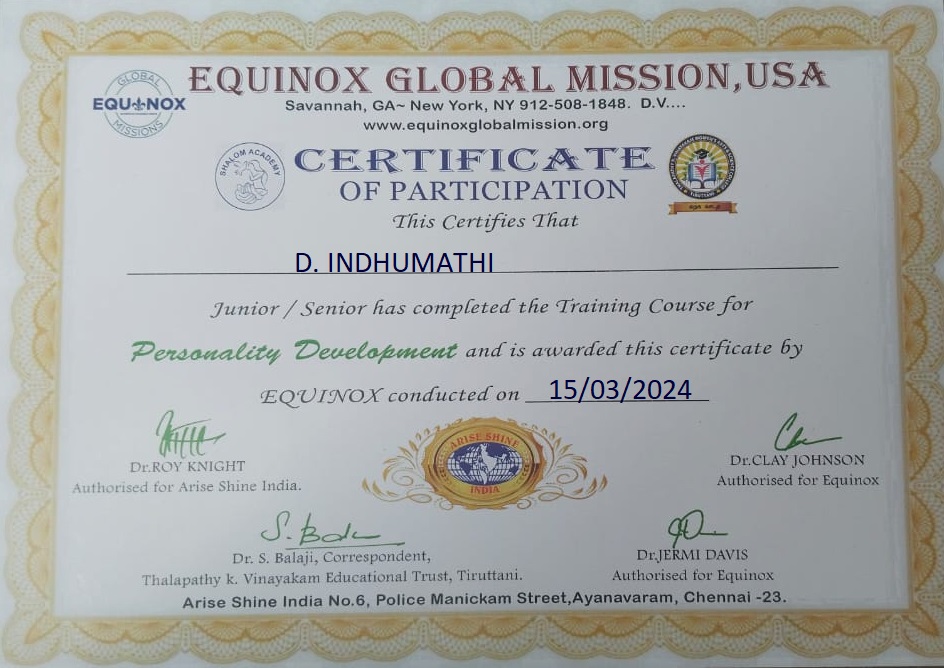 GLOBAL
EQUINOX
MISSIONS
EQUINOX GLOBAL MISSION,USA
Savannah, GA~ New York, NY 912-508-1848. D.V....
www.equinoxglobalmission.org
SHALOM ACADEMY
CERTIFICATE
OF PARTICIPATION
This Certifies That
D. INDHUMATHI
Junior / Senior has completed the Training Course for
Personality Development and is awarded this certificate by
EQUINOX conducted on 15/03/2024
Dr.ROY KNIGHT
Authorised for Arise Shine India.
ARISE SHINE
INDIA
Dr.CLAY JOHNSON
Authorised for Equinox
Dr. S. Balaji, Correspondent,
Thalapathy k. Vinayakam Educational Trust, Tiruttani.
Dr.JERMI DAVIS
Authorised for Equinox
Arise Shine India No.6, Police Manickam Street,Ayanavaram, Chennai -23.